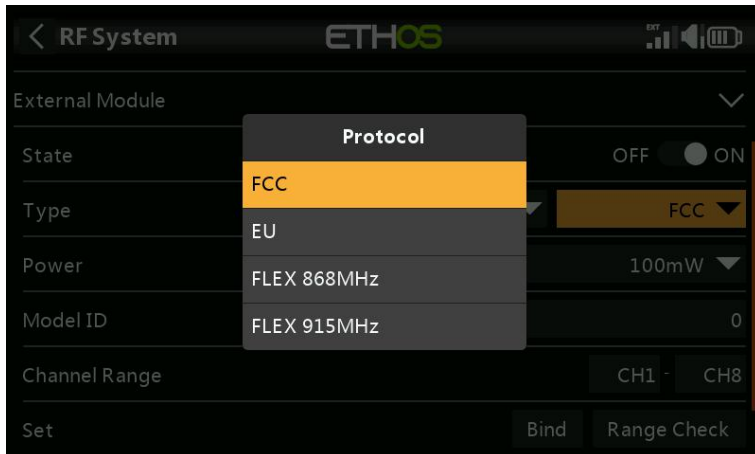 RF System
ETHOS
EXT
External Module
Protocol
State
OFF
ON
FCC
Type
FCC
EU
Power
100mW
FLEX 868MHz
Model ID
0
FLEX 915MHz
Channel Range
CH1 - CH8
Set
Bind
Range Check